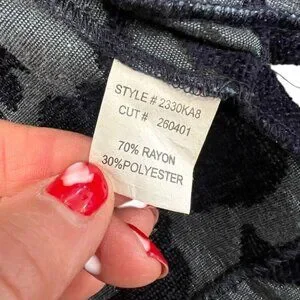 STYLE # 2330KA8
CUT # 260401
70% RAYON
30%POLYESTER